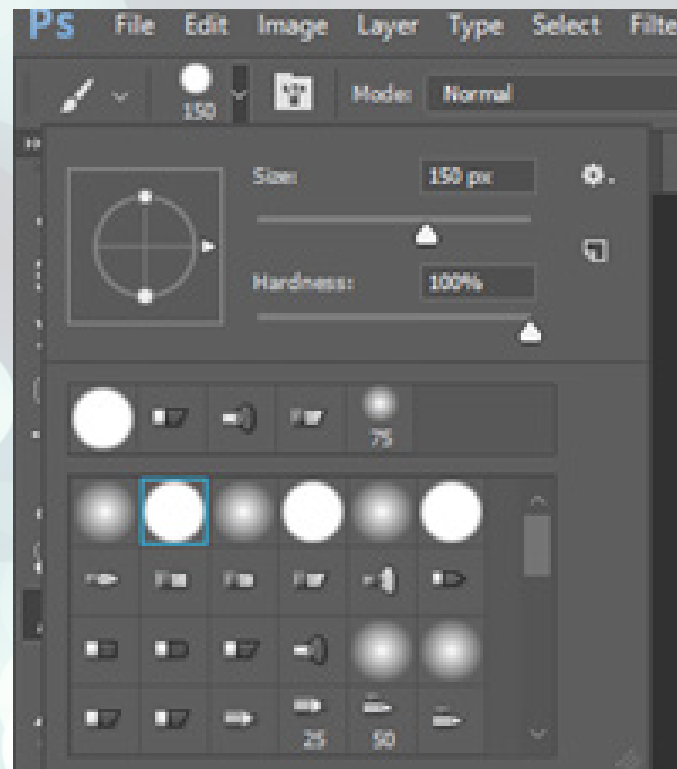 Ps File Edit Image Layer Type Select Filte
150 Mode: Normal
Size: 150 px
Hardness: 100%
75
25 50